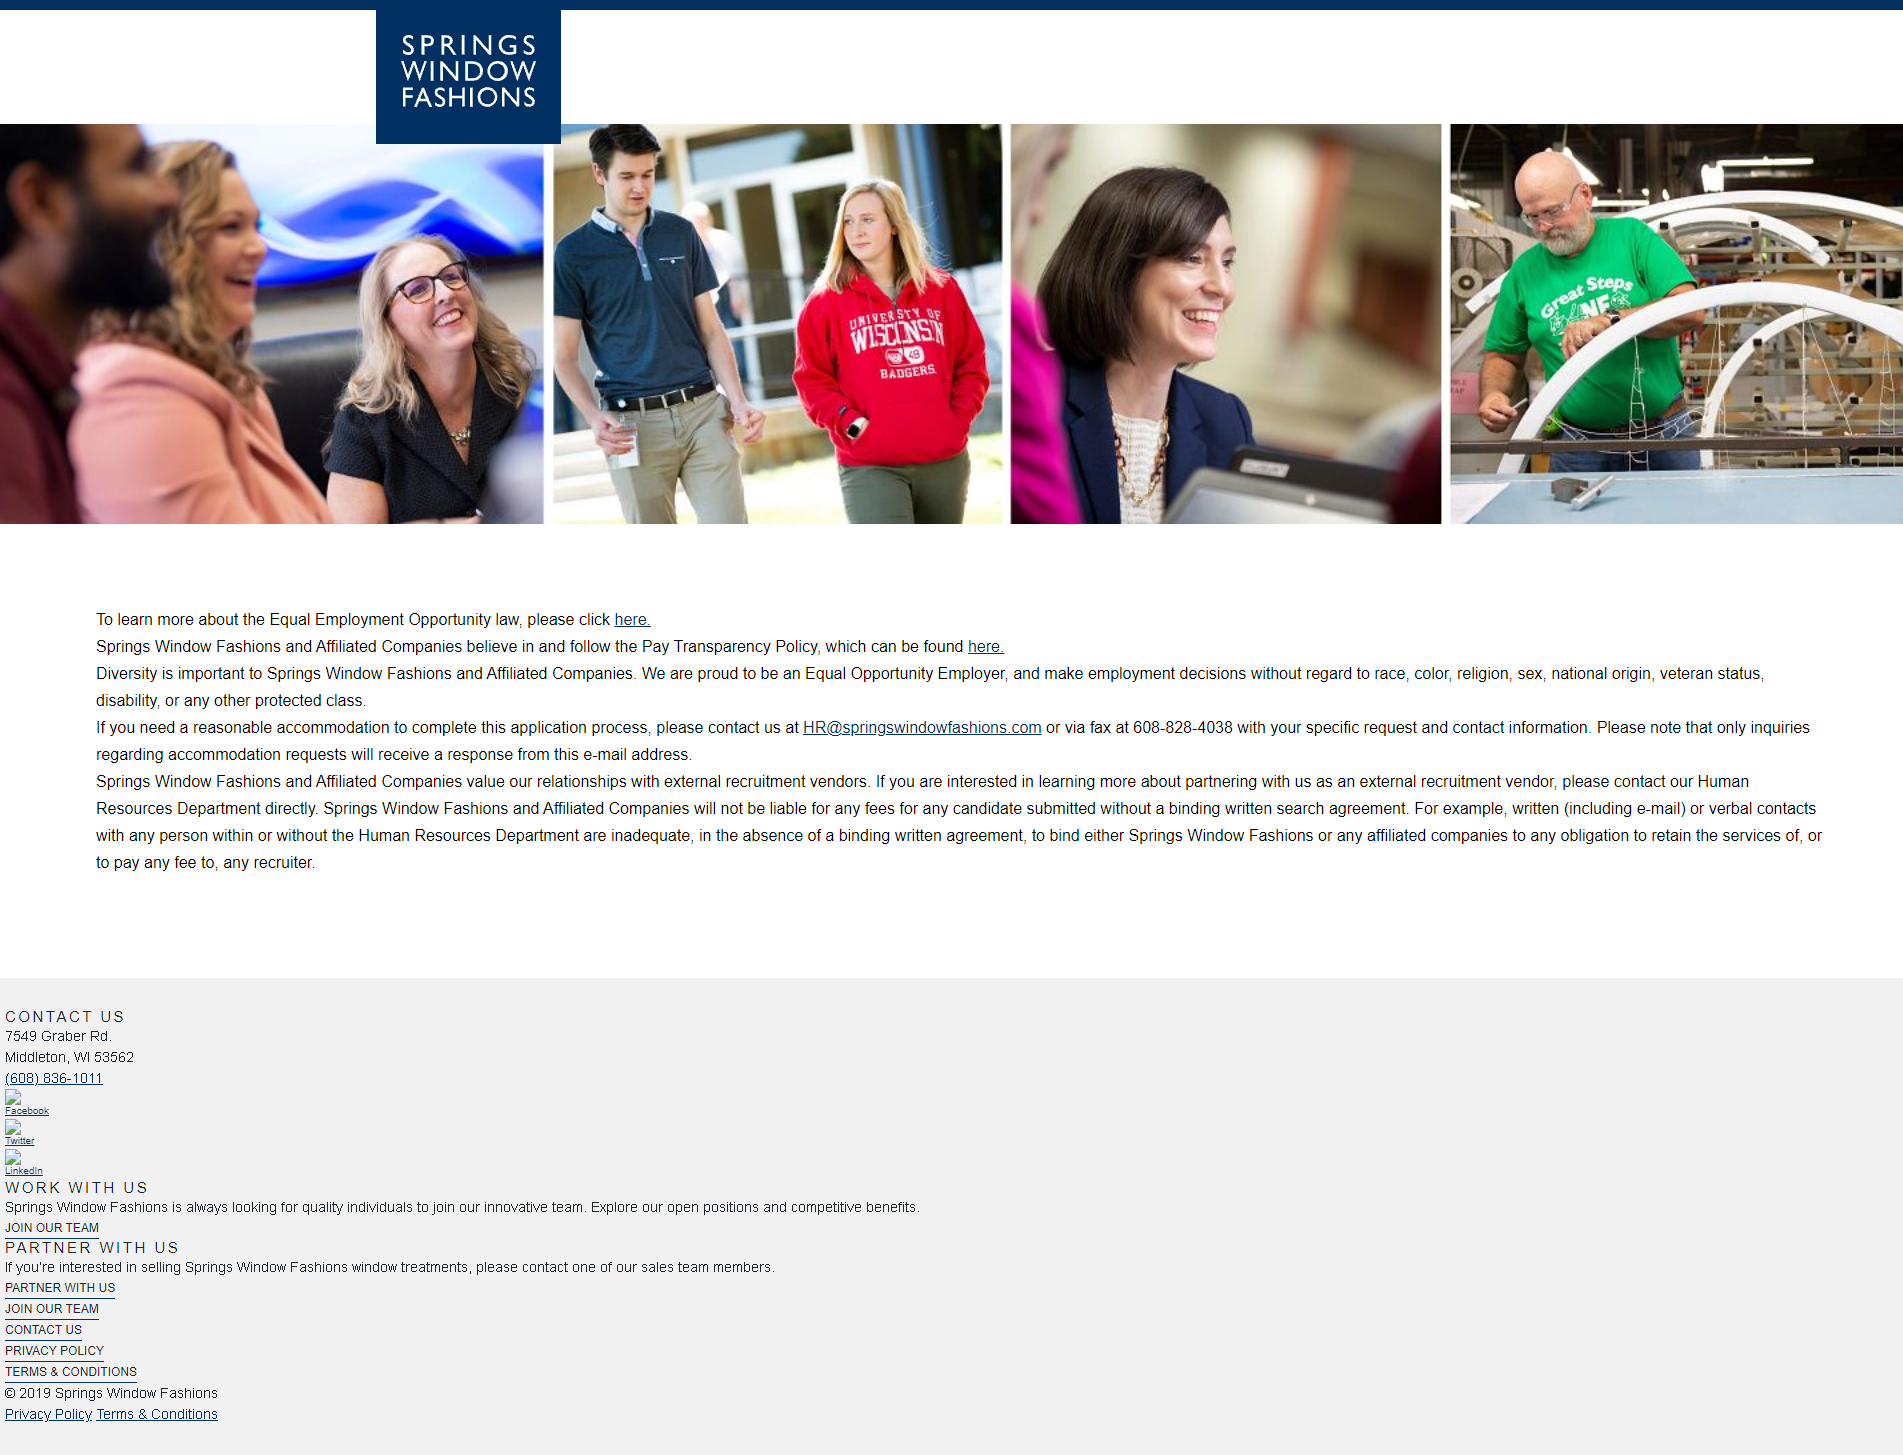 SPRINGS
WINDOW
FASHIONS
UNIVERSITY OF
WISCONSIN
48
BADGERS
Great Steps
NF
To learn more about the Equal Employment Opportunity law, please click here.
Springs Window Fashions and Affiliated Companies believe in and follow the Pay Transparency Policy, which can be found here.
Diversity is important to Springs Window Fashions and Affiliated Companies. We are proud to be an Equal Opportunity Employer, and make employment decisions without regard to race, color, religion, sex, national origin, veteran status,
disability, or any other protected class.
If you need a reasonable accommodation to complete this application process, please contact us at HR@springswindowfashions.com or via fax at 608-828-4038 with your specific request and contact information. Please note that only inquiries
regarding accommodation requests will receive a response from this e-mail address.
Springs Window Fashions and Affiliated Companies value our relationships with external recruitment vendors. If you are interested in learning more about partnering with us as an external recruitment vendor, please contact our Human
Resources Department directly. Springs Window Fashions and Affiliated Companies will not be liable for any fees for any candidate submitted without a binding written search agreement. For example, written (including e-mail) or verbal contacts
with any person within or without the Human Resources Department are inadequate, in the absence of a binding written agreement, to bind either Springs Window Fashions or any affiliated companies to any obligation to retain the services of, or
to pay any fee to, any recruiter.
CONTACT US
7549 Graber Rd.
Middleton, WI 53562
(608) 836-1011
Facebook
Twitter
LinkedIn
WORK WITH US
Springs Window Fashions is always looking for quality individuals to join our innovative team. Explore our open positions and competitive benefits.
JOIN OUR TEAM
PARTNER WITH US
If you're interested in selling Springs Window Fashions window treatments, please contact one of our sales team members.
PARTNER WITH US
JOIN OUR TEAM
CONTACT US
PRIVACY POLICY
TERMS & CONDITIONS
© 2019 Springs Window Fashions
Privacy Policy Terms & Conditions